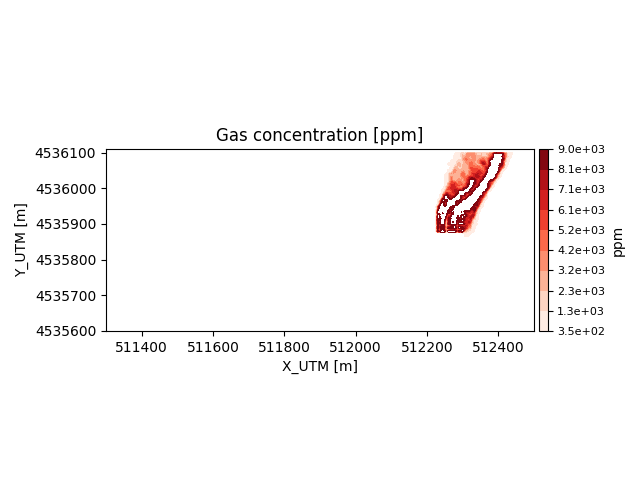 Gas concentration [ppm]
4536100
4536000
4535900
4535800
4535700
4535600
Y_UTM [m]
511400 511600 511800 512000 512200 512400
X_UTM [m]
9.0e+03
8.1e+03
7.1e+03
6.1e+03
5.2e+03
4.2e+03
3.2e+03
2.3e+03
1.3e+03
3.5e+02
ppm